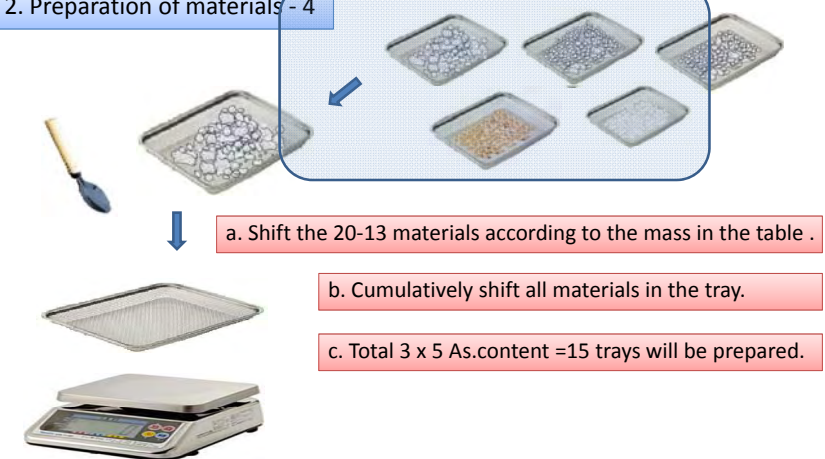 2. Preparation of materials - 4
a. Shift the 20-13 materials according to the mass in the table .
b. Cumulatively shift all materials in the tray.
c. Total 3 x 5 As.content =15 trays will be prepared.